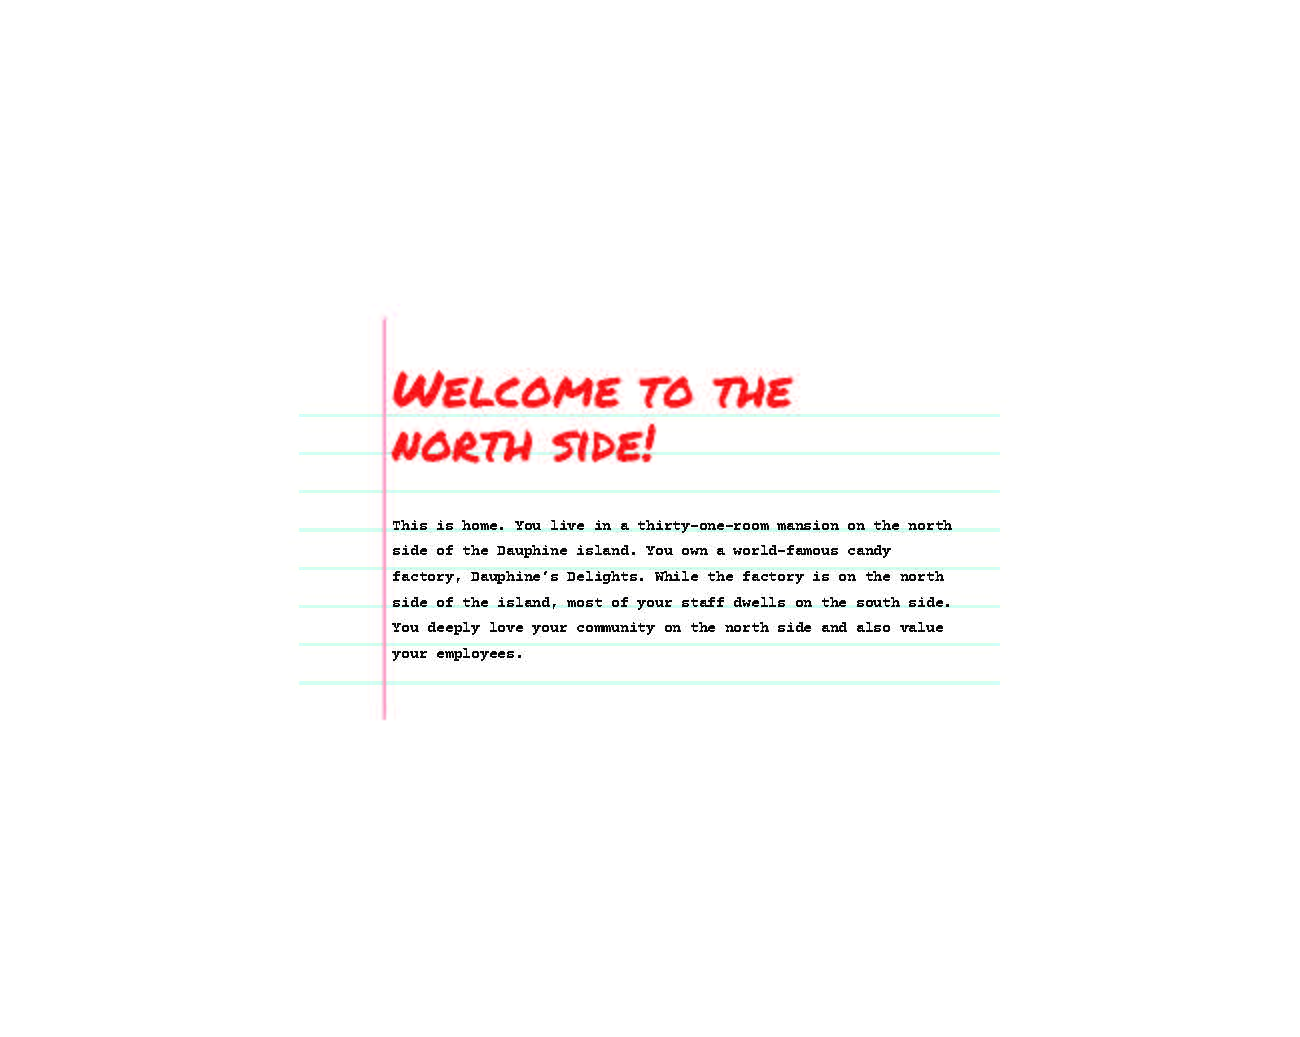 WELCOME TO THE
NORTH SIDE!
This is home. You live in a thirty-one-room mansion on the north
side of the Dauphine island. You own a world-famous candy
factory, Dauphine's Delights. While the factory is on the north
side of the island, most of your staff dwells on the south side.
You deeply love your community on the north side and also value
your employees.